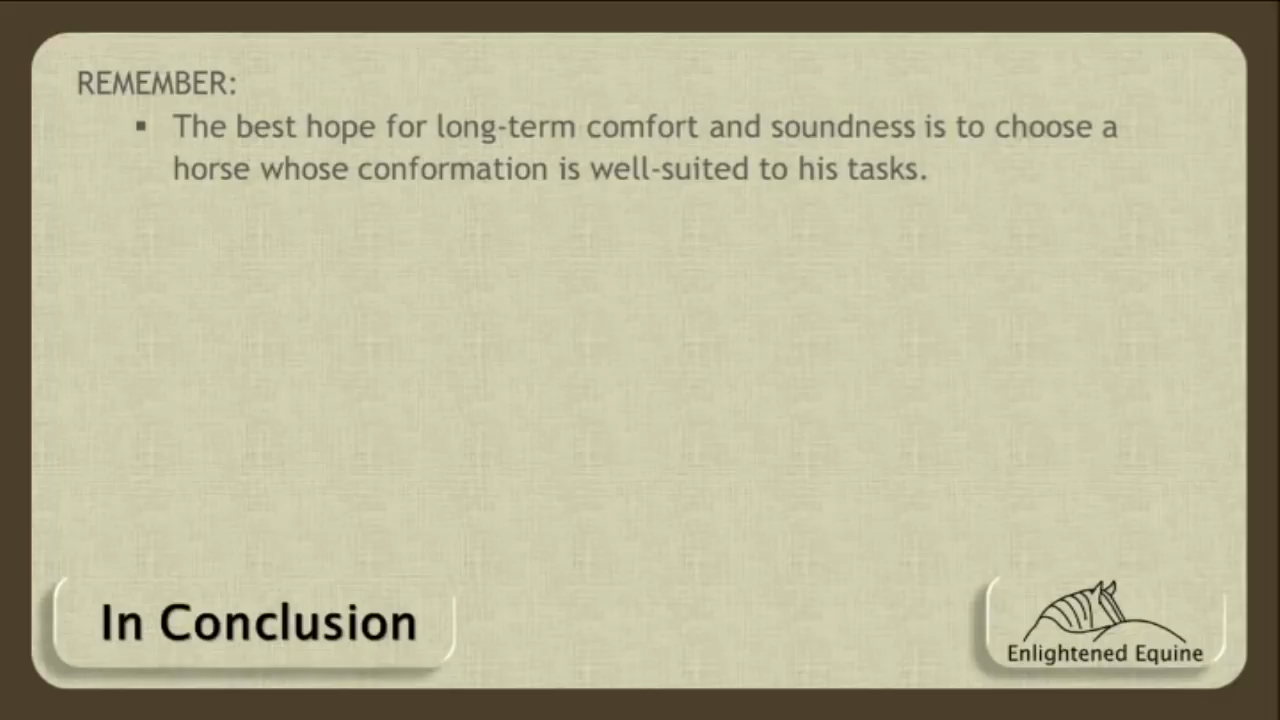 REMEMBER:
▪ The best hope for long-term comfort and soundness is to choose a
horse whose conformation is well-suited to his tasks.
In Conclusion
Enlightened Equine